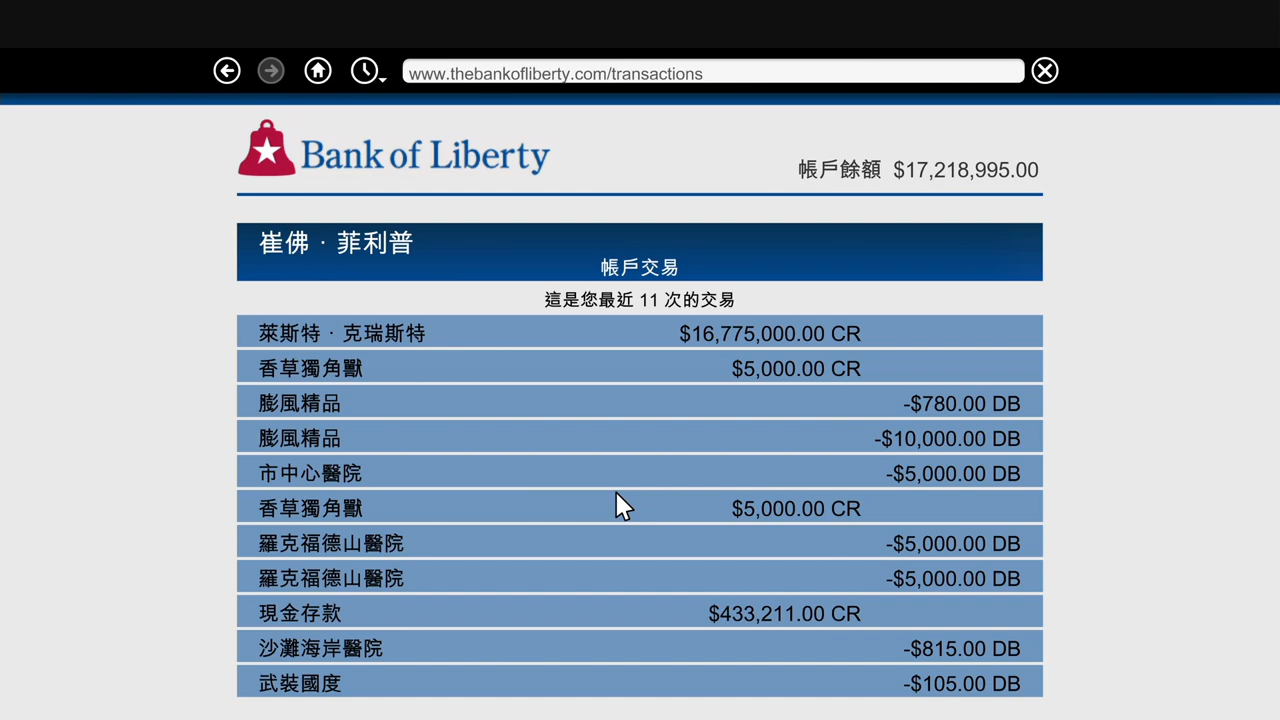 www.thebankofliberty.com/transactions
Bank of Liberty
帳戶餘額 $17,218,995.00
崔佛‧菲利普
帳戶交易
這是您最近 11 次的交易
萊斯特‧克瑞斯特 $16,775,000.00 CR
香草獨角獸 $5,000.00 CR
膨風精品 -$780.00 DB
膨風精品 -$10,000.00 DB
市中心醫院 -$5,000.00 DB
香草獨角獸 $5,000.00 CR
羅克福德山醫院 -$5,000.00 DB
羅克福德山醫院 -$5,000.00 DB
現金存款 $433,211.00 CR
沙灘海岸醫院 -$815.00 DB
武裝國度 -$105.00 DB